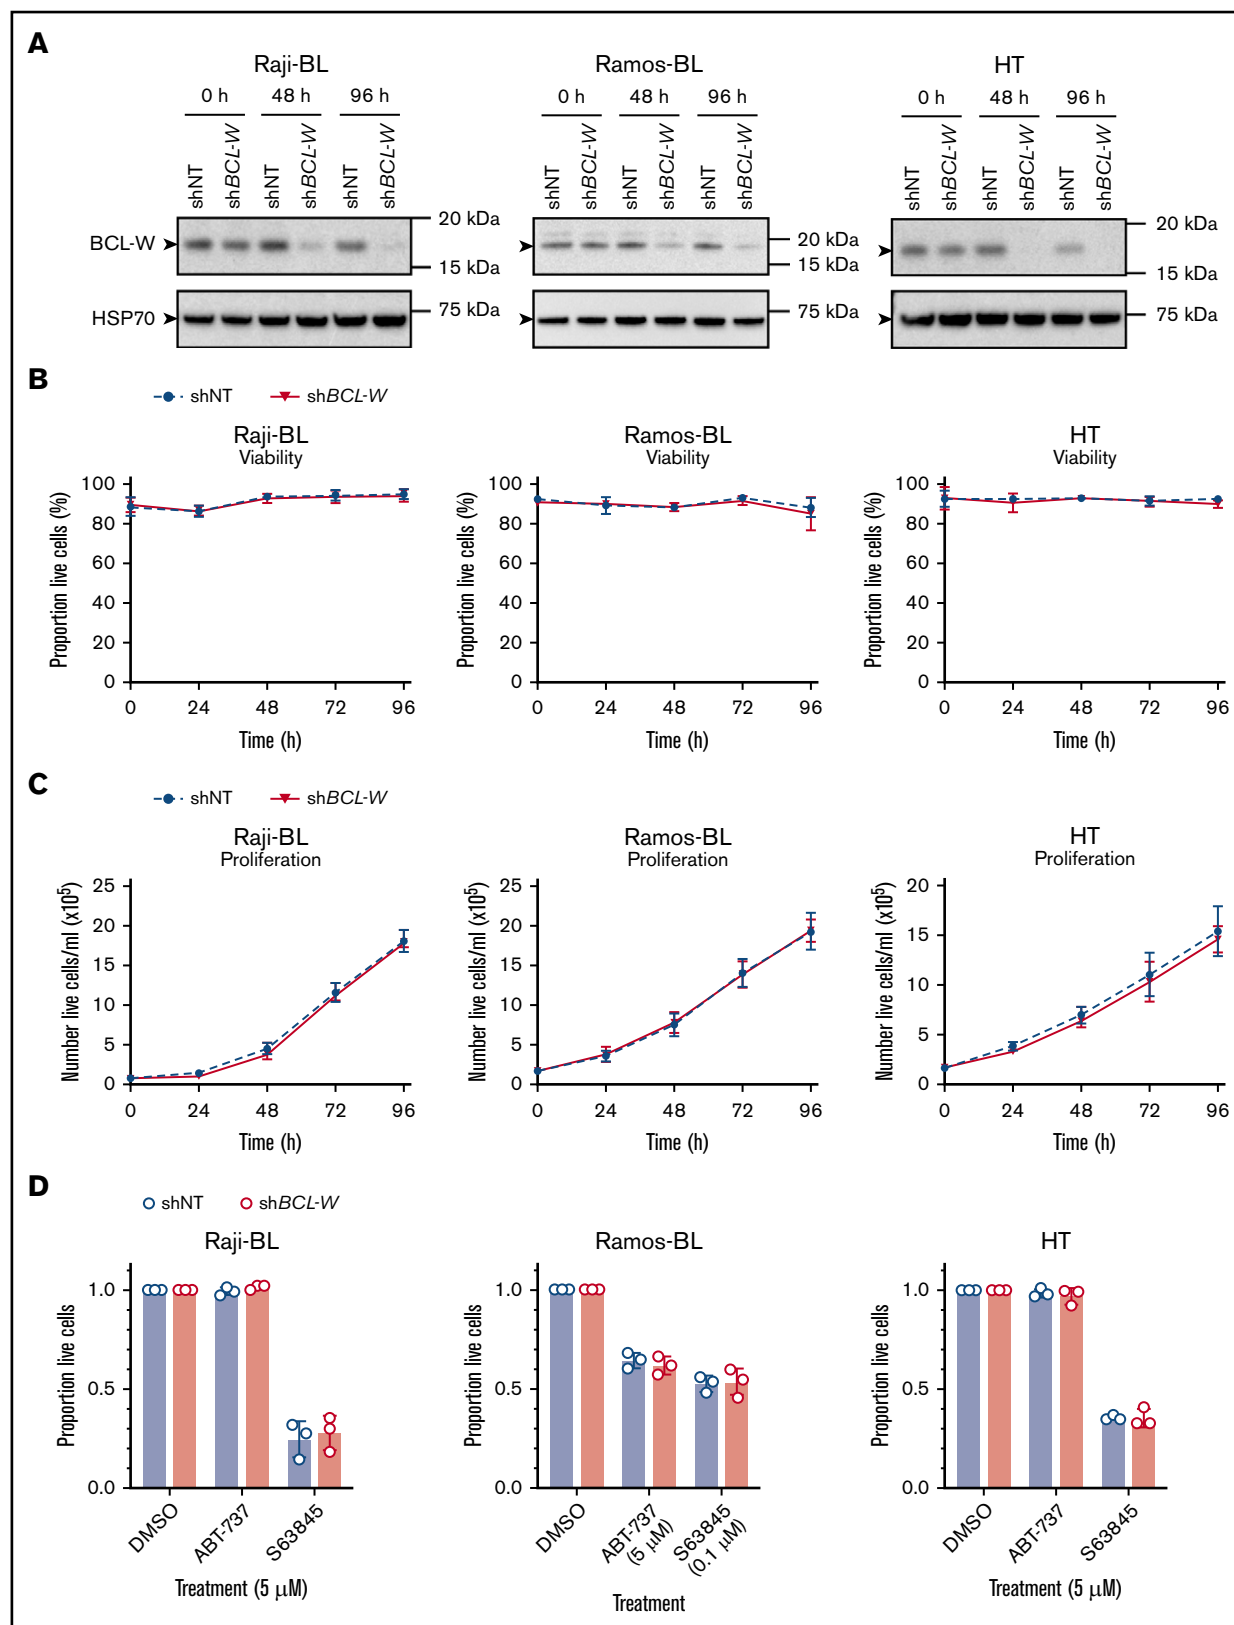 A
Raji-BL
0 h 48 h 96 h
shNT shBCL-W shNT shBCL-W shNT shBCL-W
BCL-W
20 kDa
15 kDa
HSP70
75 kDa
Ramos-BL
0 h 48 h 96 h
shNT shBCL-W shNT shBCL-W shNT shBCL-W
20 kDa
15 kDa
75 kDa
HT
0 h 48 h 96 h
shNT shBCL-W shNT shBCL-W shNT shBCL-W
20 kDa
15 kDa
75 kDa
B
shNT shBCL-W
Raji-BL
Viability
Proportion live cells (%)
100
80
60
40
20
0
0 24 48 72 96
Time (h)
Ramos-BL
Viability
Proportion live cells (%)
100
80
60
40
20
0
0 24 48 72 96
Time (h)
HT
Viability
Proportion live cells (%)
100
80
60
40
20
0
0 24 48 72 96
Time (h)
C
shNT shBCL-W
Raji-BL
Proliferation
Number live cells/ml (x10⁵)
25
20
15
10
5
0
0 24 48 72 96
Time (h)
Ramos-BL
Proliferation
Number live cells/ml (x10⁵)
25
20
15
10
5
0
0 24 48 72 96
Time (h)
HT
Proliferation
Number live cells/ml (x10⁵)
20
15
10
5
0
0 24 48 72 96
Time (h)
D
shNT shBCL-W
Raji-BL
Proportion live cells
1.0
0.5
0.0
DMSO
ABT-737
S63845
Treatment (5 μM)
Ramos-BL
Proportion live cells
1.0
0.5
0.0
DMSO
ABT-737
(5 μM)
S63845
(0.1 μM)
Treatment
HT
Proportion live cells
1.0
0.5
0.0
DMSO
ABT-737
S63845
Treatment (5 μM)